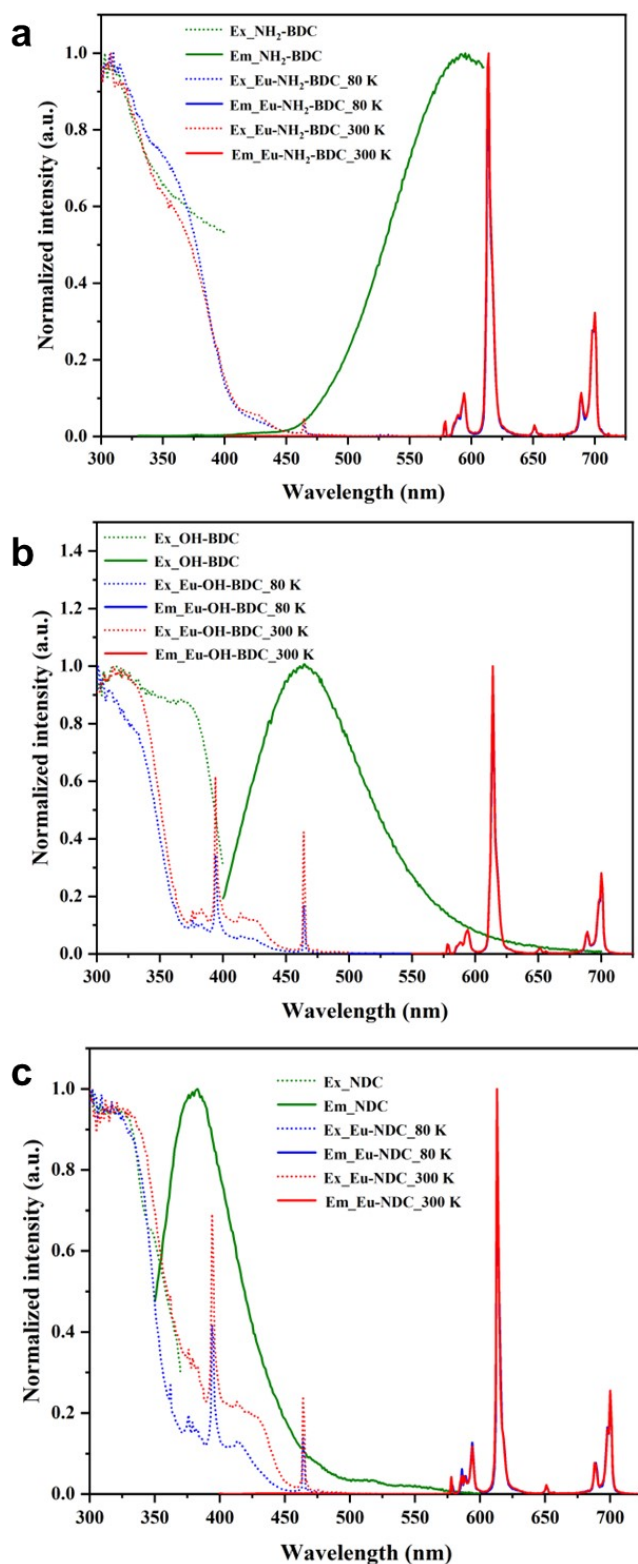 a
Normalized intensity (a.u.)
1.0
0.8
0.6
0.4
0.2
0.0
Ex_NH₂-BDC
Em_NH₂-BDC
Ex_Eu-NH₂-BDC_80 K
Em_Eu-NH₂-BDC_80 K
Ex_Eu-NH₂-BDC_300 K
Em_Eu-NH₂-BDC_300 K
300 350 400 450 500 550 600 650 700
Wavelength (nm)
b
Normalized intensity (a.u.)
1.4
1.2
1.0
0.8
0.6
0.4
0.2
0.0
Ex_OH-BDC
Ex_OH-BDC
Ex_Eu-OH-BDC_80 K
Em_Eu-OH-BDC_80 K
Ex_Eu-OH-BDC_300 K
Em_Eu-OH-BDC_300 K
300 350 400 450 500 550 600 650 700
Wavelength (nm)
c
Normalized intensity (a.u.)
1.0
0.8
0.6
0.4
0.2
0.0
Ex_NDC
Em_NDC
Ex_Eu-NDC_80 K
Em_Eu-NDC_80 K
Ex_Eu-NDC_300 K
Em_Eu-NDC_300 K
300 350 400 450 500 550 600 650 700
Wavelength (nm)